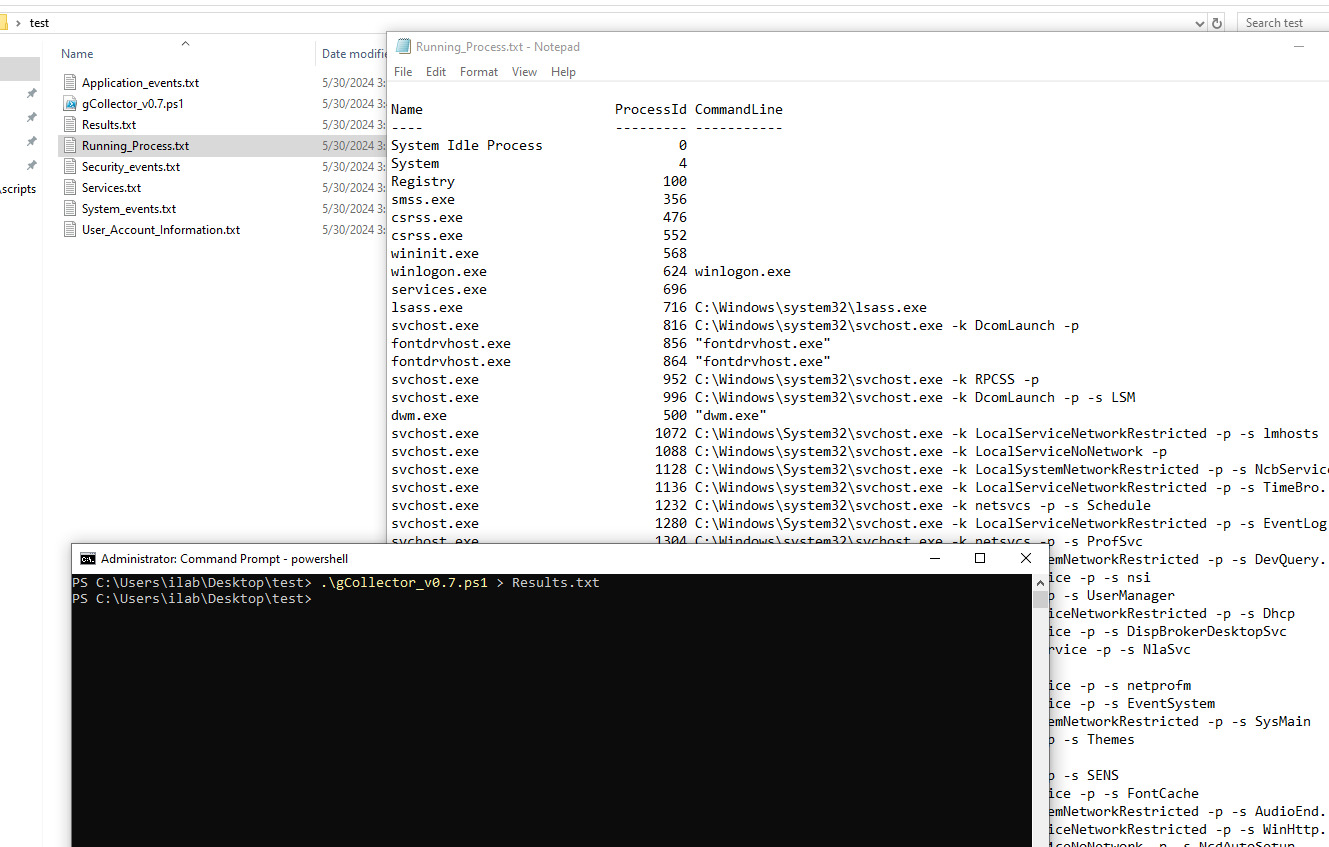 test
Search test
Name
Date modifie
Application_events.txt 5/30/2024 3:
gCollector_v0.7.ps1 5/30/2024 3:
Results.txt 5/30/2024 3:
Running_Process.txt 5/30/2024 3:
Security_events.txt 5/30/2024 3:
Services.txt 5/30/2024 3:
System_events.txt 5/30/2024 3:
User_Account_Information.txt 5/30/2024 3:
\scripts
Running_Process.txt - Notepad
File Edit Format View Help
Name ProcessId CommandLine
---- --------- -----------
System Idle Process 0
System 4
Registry 100
smss.exe 356
csrss.exe 476
csrss.exe 552
wininit.exe 568
winlogon.exe 624 winlogon.exe
services.exe 696
lsass.exe 716 C:\Windows\system32\lsass.exe
svchost.exe 816 C:\Windows\system32\svchost.exe -k DcomLaunch -p
fontdrvhost.exe 856 "fontdrvhost.exe"
fontdrvhost.exe 864 "fontdrvhost.exe"
svchost.exe 952 C:\Windows\system32\svchost.exe -k RPCSS -p
svchost.exe 996 C:\Windows\system32\svchost.exe -k DcomLaunch -p -s LSM
dwm.exe 500 "dwm.exe"
svchost.exe 1072 C:\Windows\System32\svchost.exe -k LocalServiceNetworkRestricted -p -s lmhosts
svchost.exe 1088 C:\Windows\system32\svchost.exe -k LocalServiceNoNetwork -p
svchost.exe 1128 C:\Windows\system32\svchost.exe -k LocalSystemNetworkRestricted -p -s NcbService
svchost.exe 1136 C:\Windows\system32\svchost.exe -k LocalServiceNetworkRestricted -p -s TimeBro.
svchost.exe 1232 C:\Windows\system32\svchost.exe -k netsvcs -p -s Schedule
svchost.exe 1280 C:\Windows\System32\svchost.exe -k LocalServiceNetworkRestricted -p -s EventLog
svchost.exe 1304 C:\Windows\system32\svchost.exe -k netsvcs -p -s ProfSvc
emNetworkRestricted -p -s DevQuery.
ice -p -s nsi
p -s UserManager
iceNetworkRestricted -p -s Dhcp
ice -p -s DispBrokerDesktopSvc
rvice -p -s NlaSvc
ice -p -s netprofm
ice -p -s EventSystem
emNetworkRestricted -p -s SysMain
p -s Themes
p -s SENS
ice -p -s FontCache
emNetworkRestricted -p -s AudioEnd.
iceNetworkRestricted -p -s WinHttp.
iceNoNetwork -p -s NcdAutoSetup
Administrator: Command Prompt - powershell
PS C:\Users\ilab\Desktop\test> .\gCollector_v0.7.ps1 > Results.txt
PS C:\Users\ilab\Desktop\test>